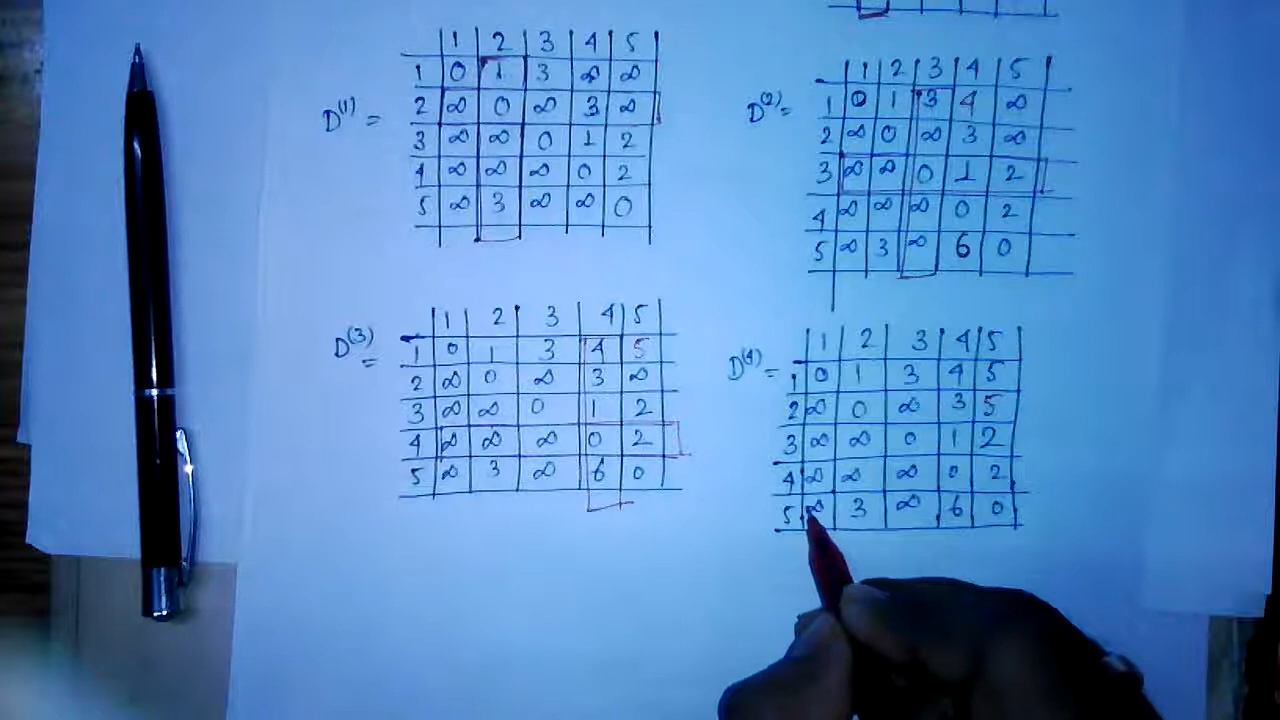 1 2 3 4 5
1 0 1 3 ∞ ∞
D(1) = 2 ∞ 0 ∞ 3 ∞
3 ∞ ∞ 0 1 2
4 ∞ ∞ ∞ 0 2
5 ∞ 3 ∞ ∞ 0
1 2 3 4 5
D(2) = 1 0 1 3 4 ∞
2 ∞ 0 ∞ 3 ∞
3 ∞ ∞ 0 1 2
4 ∞ ∞ ∞ 0 2
5 ∞ 3 ∞ 6 0
1 2 3 4 5
D(3) = 1 0 1 3 4 5
2 ∞ 0 ∞ 3 ∞
3 ∞ ∞ 0 1 2
4 ∞ ∞ ∞ 0 2
5 ∞ 3 ∞ 6 0
1 2 3 4 5
D(4) = 1 0 1 3 4 5
2 ∞ 0 ∞ 3 5
3 ∞ ∞ 0 1 2
4 ∞ ∞ ∞ 0 2
5 ∞ 3 ∞ 6 0